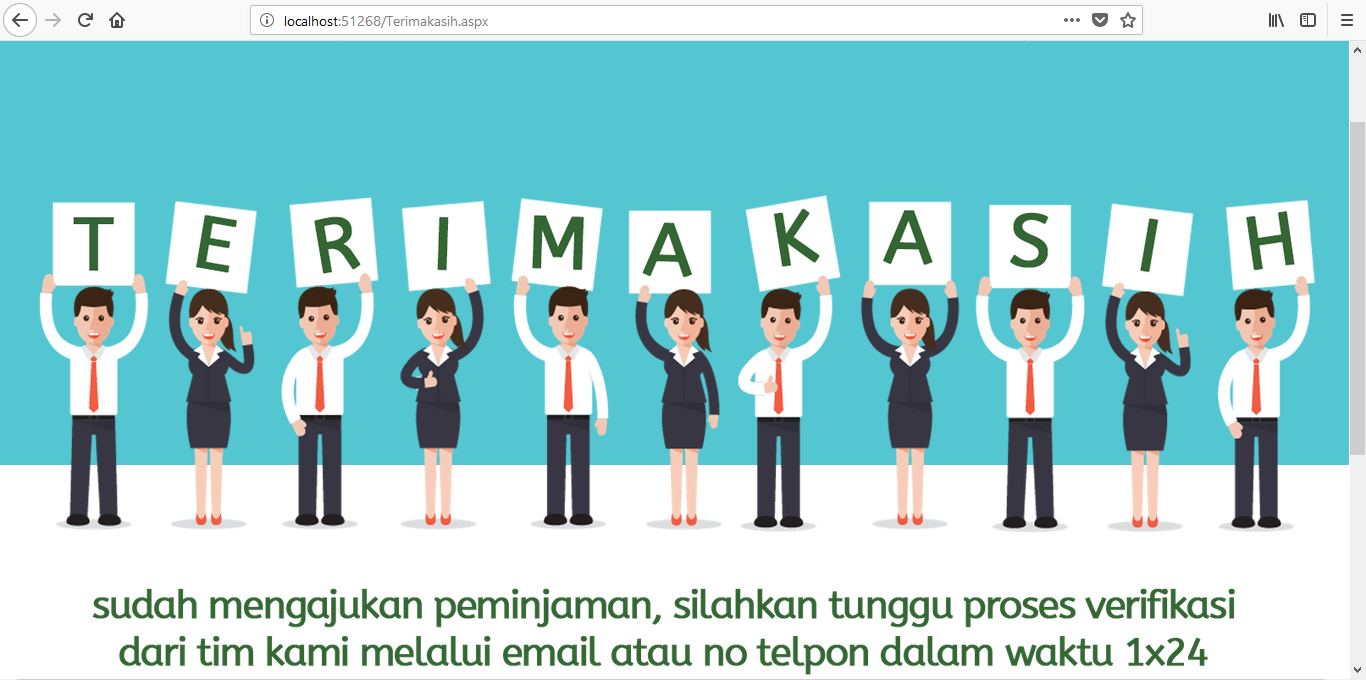 localhost:51268/Terimakasih.aspx
TERIMAKASIH
sudah mengajukan peminjaman, silahkan tunggu proses verifikasi
dari tim kami melalui email atau no telpon dalam waktu 1x24